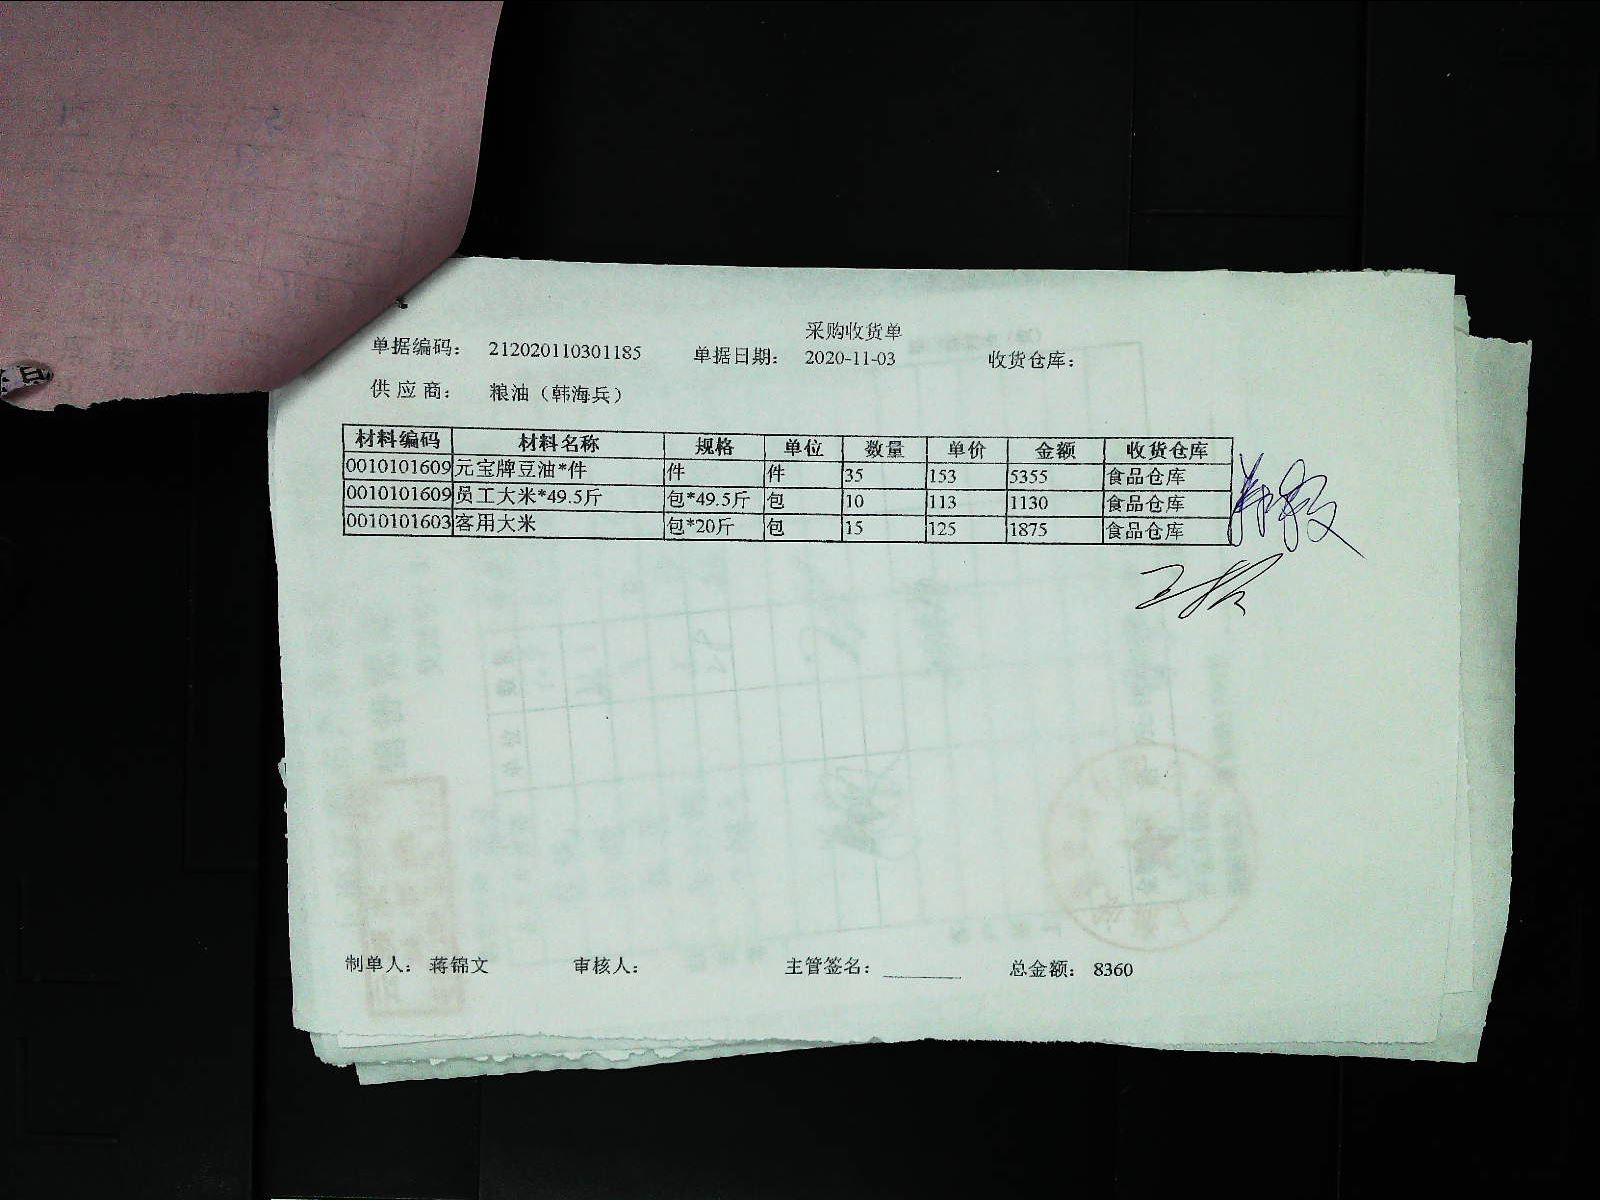 采购收货单
单据编码： 212020110301185 单据日期： 2020-11-03 收货仓库：
供 应 商： 粮油（韩海兵）
材料编码 材料名称 规格 单位 数量 单价 金额 收货仓库
0010101609 元宝牌豆油*件 件 件 35 153 5355 食品仓库
0010101609 员工大米*49.5斤 包*49.5斤 包 10 113 1130 食品仓库
0010101603 客用大米 包*20斤 包 15 125 1875 食品仓库
制单人： 蒋锦文 审核人： 主管签名： 总金额： 8360